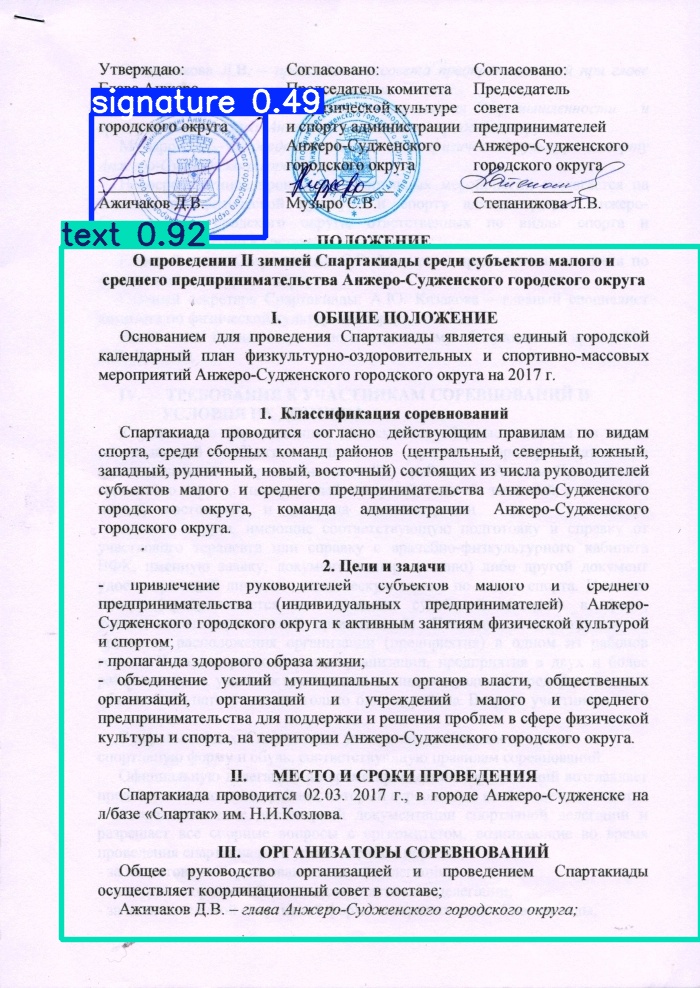 Утверждаю:
Согласовано:
Согласовано:
Глава Анжеро-
Председатель комитета
Председатель
signature 0.49
физической культуре
совета
городского округа
и спорту администрации
предпринимателей
Анжеро-Судженского
Анжеро-Судженского
городского округа
городского округа
Ажичаков Д.В.
Музыро С.В.
Степанижова Л.В.
text 0.92
ПОЛОЖЕНИЕ
О проведении II зимней Спартакиады среди субъектов малого и
среднего предпринимательства Анжеро-Судженского городского округа
I. ОБЩИЕ ПОЛОЖЕНИЕ
Основанием для проведения Спартакиады является единый городской
календарный план физкультурно-оздоровительных и спортивно-массовых
мероприятий Анжеро-Судженского городского округа на 2017 г.
1. Классификация соревнований
Спартакиада проводится согласно действующим правилам по видам
спорта, среди сборных команд районов (центральный, северный, южный,
западный, рудничный, новый, восточный) состоящих из числа руководителей
субъектов малого и среднего предпринимательства Анжеро-Судженского
городского округа, команда администрации Анжеро-Судженского
городского округа.
2. Цели и задачи
- привлечение руководителей субъектов малого и среднего
предпринимательства (индивидуальных предпринимателей) Анжеро-
Судженского городского округа к активным занятиям физической культурой
и спортом;
- пропаганда здорового образа жизни;
- объединение усилий муниципальных органов власти, общественных
организаций, организаций и учреждений малого и среднего
предпринимательства для поддержки и решения проблем в сфере физической
культуры и спорта, на территории Анжеро-Судженского городского округа.
II. МЕСТО И СРОКИ ПРОВЕДЕНИЯ
Спартакиада проводится 02.03. 2017 г., в городе Анжеро-Судженске на
л/базе «Спартак» им. Н.И.Козлова.
III. ОРГАНИЗАТОРЫ СОРЕВНОВАНИЙ
Общее руководство организацией и проведением Спартакиады
осуществляет координационный совет в составе;
Ажичаков Д.В. – глава Анжеро-Судженского городского округа;